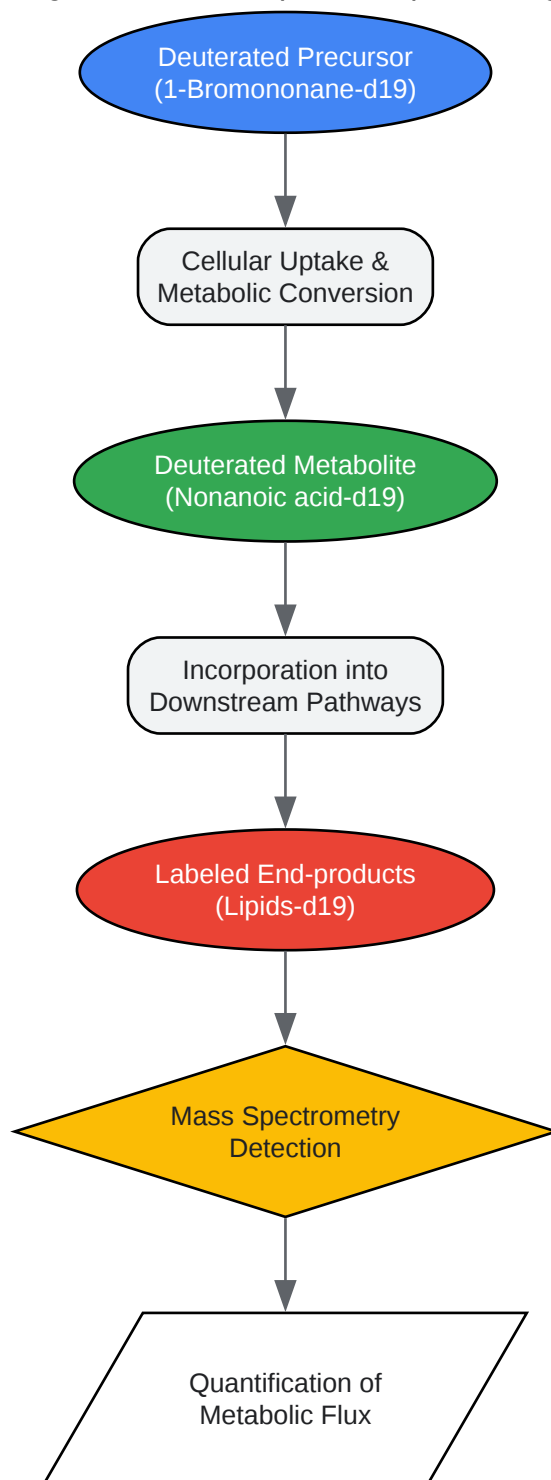 Deuterated Precursor
(1-Bromononane-d19)
Cellular Uptake &
Metabolic Conversion
Deuterated Metabolite
(Nonanoic acid-d19)
Incorporation into
Downstream Pathways
Labeled End-products
(Lipids-d19)
Mass Spectrometry
Detection
Quantification of
Metabolic Flux